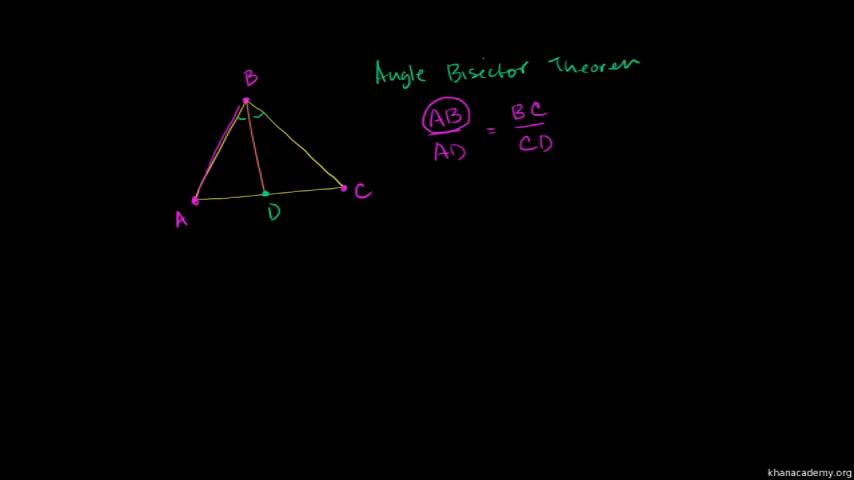 Angle Bisector Theorem
B
AB/AD = BC/CD
A
D
C
khanacademy.org